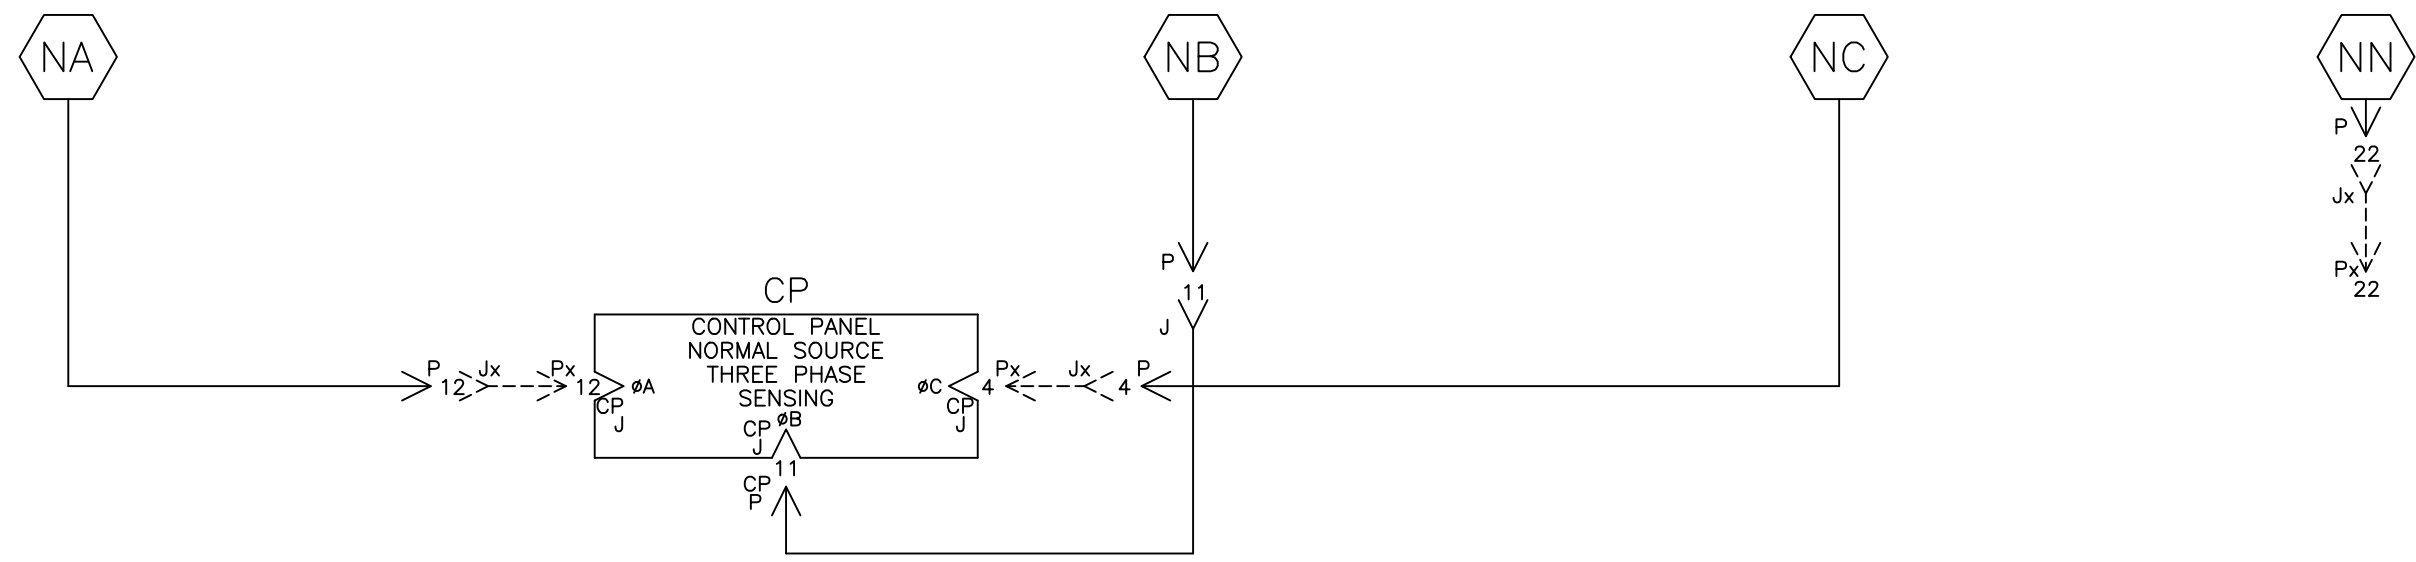 NA
NB
NC
NN
P
22
Jx
Px
22
P
11
J
CP
CONTROL PANEL
NORMAL SOURCE
THREE PHASE
SENSING
P
12
Jx
Px
12
øA
CP
J
øC
4
Px
Jx
4
P
CP
J
øB
CP
J
11
CP
P